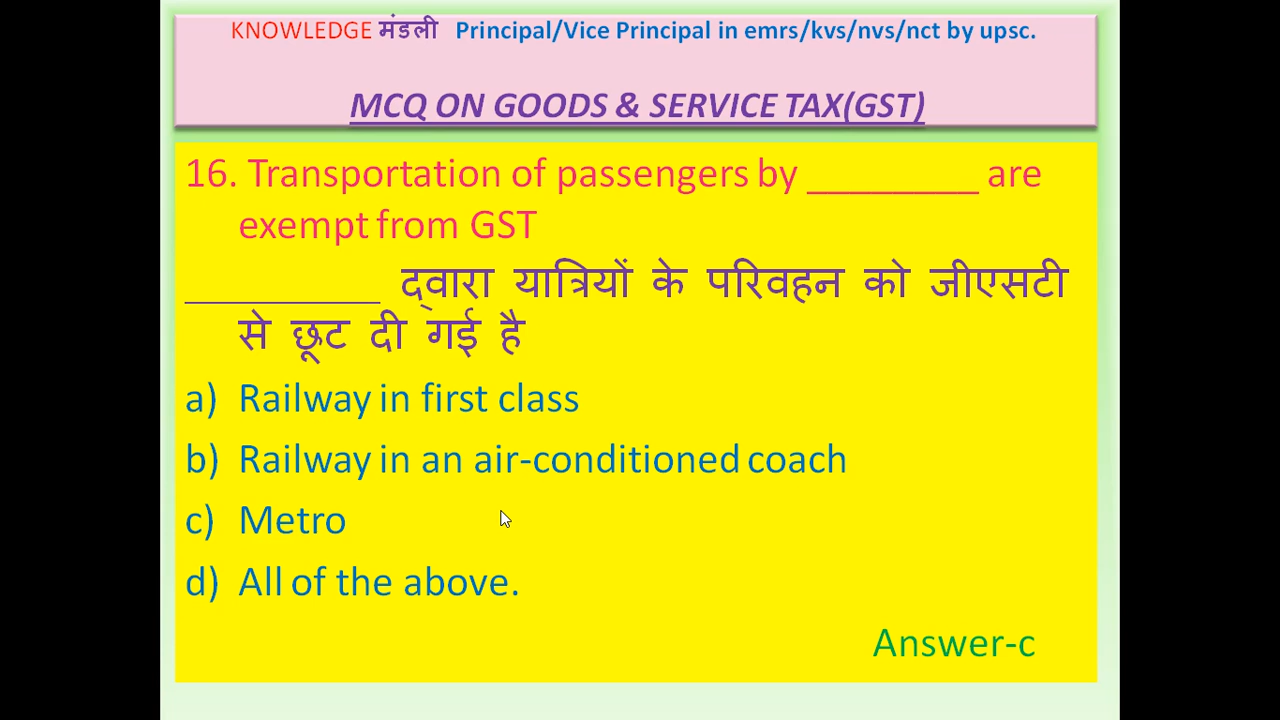 KNOWLEDGE मंडली Principal/Vice Principal in emrs/kvs/nvs/nct by upsc.
MCQ ON GOODS & SERVICE TAX(GST)
16. Transportation of passengers by _________ are
exempt from GST
__________ द्वारा यात्रियों के परिवहन को जीएसटी
से छूट दी गई है
a) Railway in first class
b) Railway in an air-conditioned coach
c) Metro
d) All of the above.
Answer-c